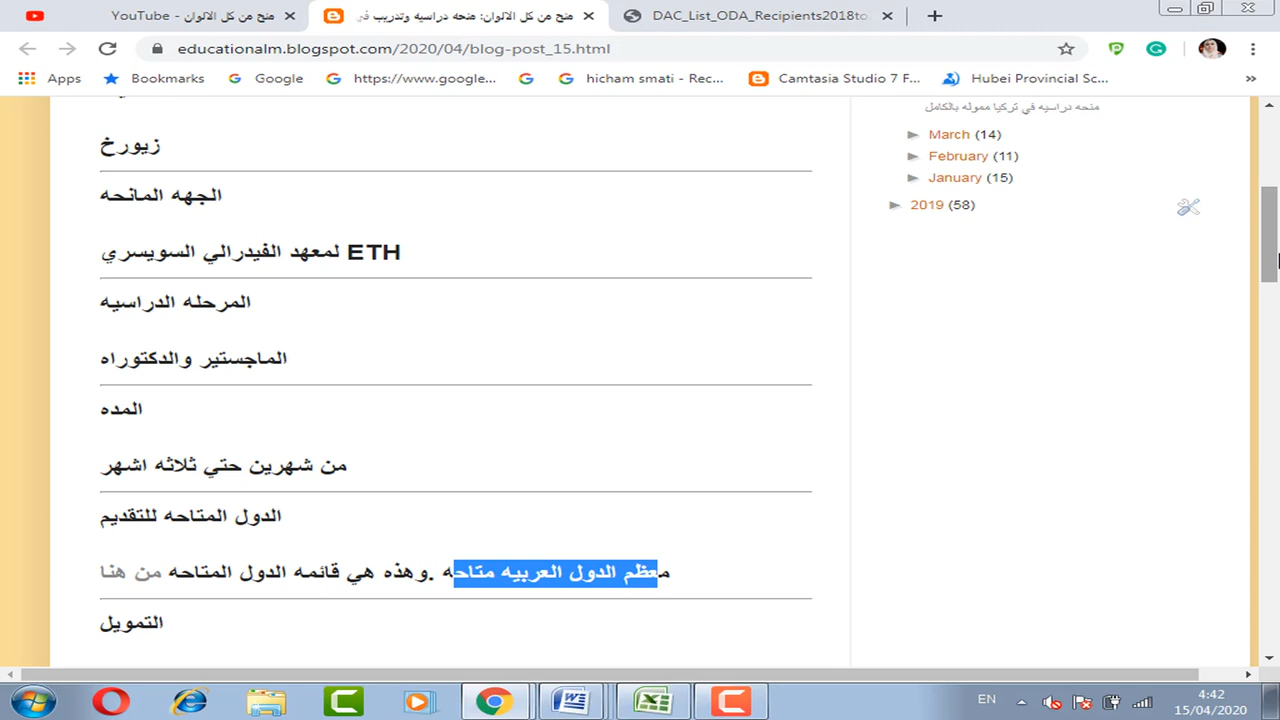 منح من كل الالوان - YouTube
منح من كل الالوان: منحه دراسيه وتدريب في
DAC_List_ODA_Recipients2018to
educationalm.blogspot.com/2020/04/blog-post_15.html
Apps Bookmarks Google https://www.google... hicham smati - Rec... Camtasia Studio 7 F... Hubei Provincial Sc... »
زيورخ
الجهه المانحه
لمعهد الفيدرالي السويسري ETH
المرحله الدراسيه
الماجستير والدكتوراه
المده
من شهرين حتي ثلاثه اشهر
الدول المتاحه للتقديم
معظم الدول العربيه متاحه .وهذه هي قائمه الدول المتاحه من هنا
التمويل
منحه دراسيه في تركيا مموله بالكامل
March (14)
February (11)
January (15)
2019 (58)
EN
4:42
15/04/2020